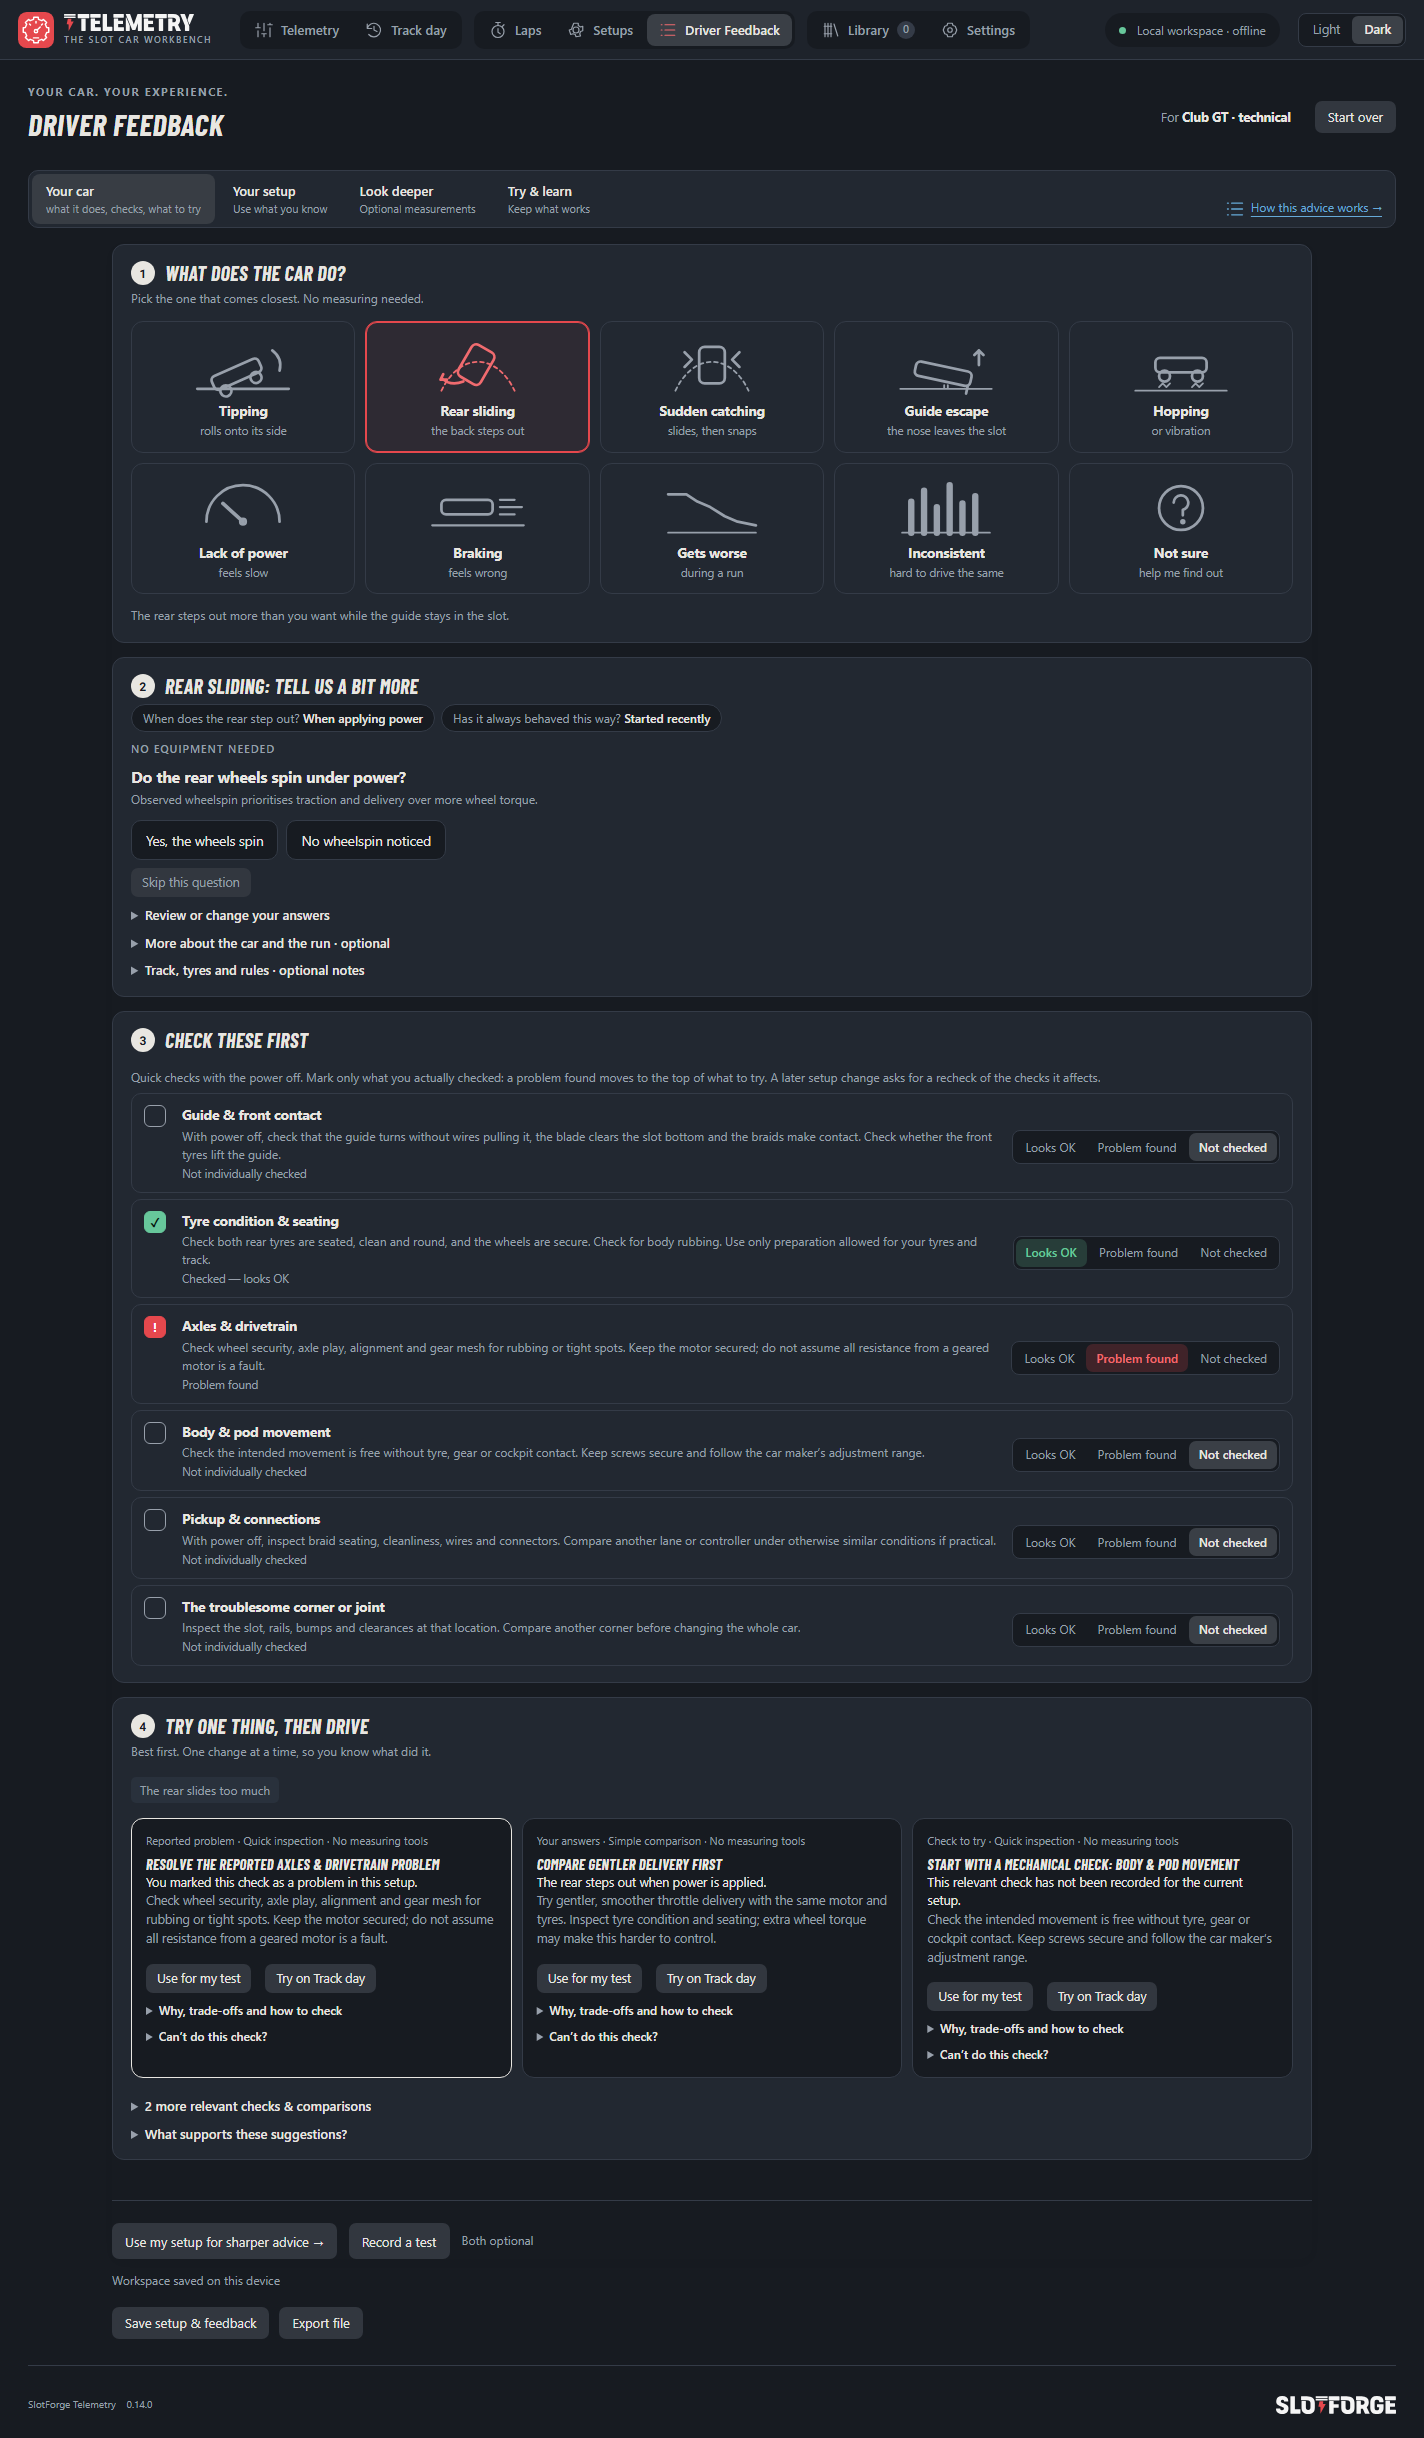 TELEMETRY
THE SLOT CAR WORKBENCH
Telemetry
Track day
Laps
Setups
Driver Feedback
Library 0
Settings
Local workspace · offline
Light
Dark
YOUR CAR. YOUR EXPERIENCE.
DRIVER FEEDBACK
For Club GT · technical
Start over
Your car
what it does, checks, what to try
Your setup
Use what you know
Look deeper
Optional measurements
Try & learn
Keep what works
How this advice works →
1 WHAT DOES THE CAR DO?
Pick the one that comes closest. No measuring needed.
Tipping
rolls onto its side
Rear sliding
the back steps out
Sudden catching
slides, then snaps
Guide escape
the nose leaves the slot
Hopping
or vibration
Lack of power
feels slow
Braking
feels wrong
Gets worse
during a run
Inconsistent
hard to drive the same
Not sure
help me find out
The rear steps out more than you want while the guide stays in the slot.
2 REAR SLIDING: TELL US A BIT MORE
When does the rear step out? When applying power
Has it always behaved this way? Started recently
NO EQUIPMENT NEEDED
Do the rear wheels spin under power?
Observed wheelspin prioritises traction and delivery over more wheel torque.
Yes, the wheels spin
No wheelspin noticed
Skip this question
Review or change your answers
More about the car and the run · optional
Track, tyres and rules · optional notes
3 CHECK THESE FIRST
Quick checks with the power off. Mark only what you actually checked: a problem found moves to the top of what to try. A later setup change asks for a recheck of the checks it affects.
Guide & front contact
With power off, check that the guide turns without wires pulling it, the blade clears the slot bottom and the braids make contact. Check whether the front
tyres lift the guide.
Not individually checked
Looks OK
Problem found
Not checked
Tyre condition & seating
Check both rear tyres are seated, clean and round, and the wheels are secure. Check for body rubbing. Use only preparation allowed for your tyres and
track.
Checked — looks OK
Looks OK
Problem found
Not checked
Axles & drivetrain
Check wheel security, axle play, alignment and gear mesh for rubbing or tight spots. Keep the motor secured; do not assume all resistance from a geared
motor is a fault.
Problem found
Looks OK
Problem found
Not checked
Body & pod movement
Check the intended movement is free without tyre, gear or cockpit contact. Keep screws secure and follow the car maker's adjustment range.
Not individually checked
Looks OK
Problem found
Not checked
Pickup & connections
With power off, inspect braid seating, cleanliness, wires and connectors. Compare another lane or controller under otherwise similar conditions if practical.
Not individually checked
Looks OK
Problem found
Not checked
The troublesome corner or joint
Inspect the slot, rails, bumps and clearances at that location. Compare another corner before changing the whole car.
Not individually checked
Looks OK
Problem found
Not checked
4 TRY ONE THING, THEN DRIVE
Best first. One change at a time, so you know what did it.
The rear slides too much
Reported problem · Quick inspection · No measuring tools
RESOLVE THE REPORTED AXLES & DRIVETRAIN PROBLEM
You marked this check as a problem in this setup.
Check wheel security, axle play, alignment and gear mesh for
rubbing or tight spots. Keep the motor secured; do not assume
all resistance from a geared motor is a fault.
Use for my test
Try on Track day
Why, trade-offs and how to check
Can't do this check?
Your answers · Simple comparison · No measuring tools
COMPARE GENTLER DELIVERY FIRST
The rear steps out when power is applied.
Try gentler, smoother throttle delivery with the same motor and
tyres. Inspect tyre condition and seating; extra wheel torque
may make this harder to control.
Use for my test
Try on Track day
Why, trade-offs and how to check
Can't do this check?
Check to try · Quick inspection · No measuring tools
START WITH A MECHANICAL CHECK: BODY & POD MOVEMENT
This relevant check has not been recorded for the current
setup.
Check the intended movement is free without tyre, gear or
cockpit contact. Keep screws secure and follow the car maker's
adjustment range.
Use for my test
Try on Track day
Why, trade-offs and how to check
Can't do this check?
2 more relevant checks & comparisons
What supports these suggestions?
Use my setup for sharper advice →
Record a test
Both optional
Workspace saved on this device
Save setup & feedback
Export file
SlotForge Telemetry 0.14.0
SLOTFORGE